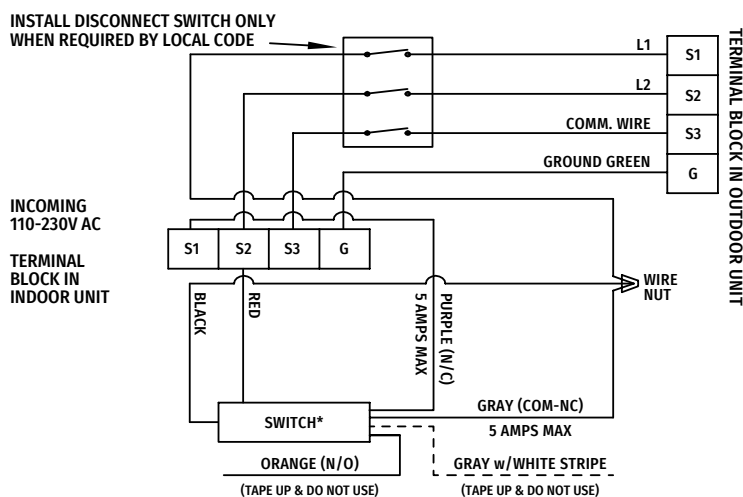 INSTALL DISCONNECT SWITCH ONLY
WHEN REQUIRED BY LOCAL CODE
L1
S1
L2
S2
COMM. WIRE
S3
GROUND GREEN
G
TERMINAL BLOCK IN OUTDOOR UNIT
INCOMING
110-230V AC
TERMINAL
BLOCK IN
INDOOR UNIT
S1
S2
S3
G
BLACK
RED
PURPLE (N/C)
5 AMPS MAX
WIRE
NUT
SWITCH*
GRAY (COM-NC)
5 AMPS MAX
ORANGE (N/O)
(TAPE UP & DO NOT USE)
GRAY w/WHITE STRIPE
(TAPE UP & DO NOT USE)